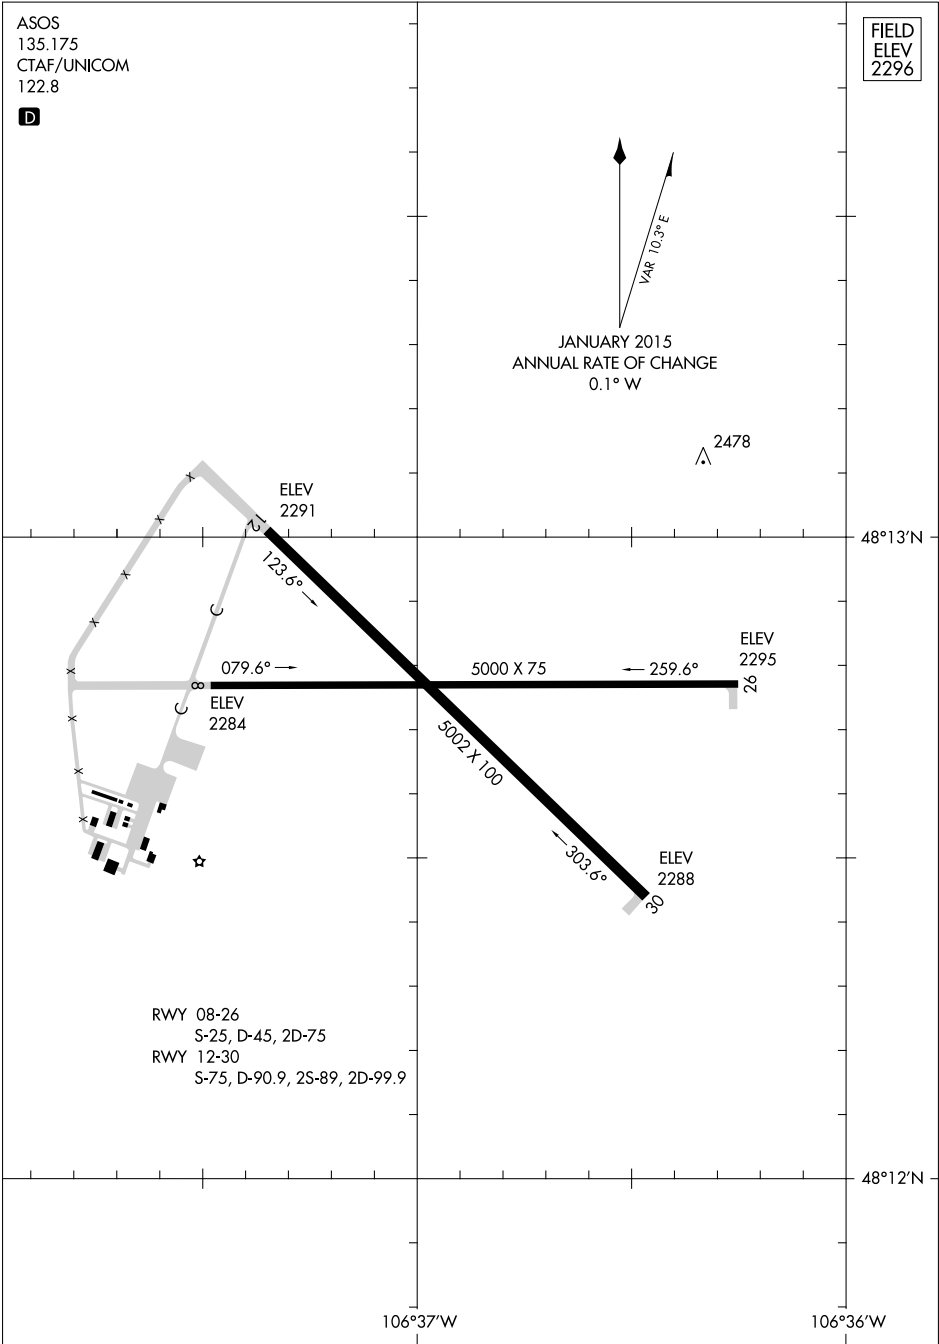 ASOS
135.175
CTAF/UNICOM
122.8
D
FIELD
ELEV
2296
VAR 10.3° E
JANUARY 2015
ANNUAL RATE OF CHANGE
0.1° W
2478
ELEV
2291
12
48°13'N
123.6°
C
X
X
X
X
X
X
X
X
079.6°
5000 X 75
259.6°
ELEV
2295
8
26
ELEV
2284
C
5002 X 100
303.6°
ELEV
2288
30
RWY 08-26
S-25, D-45, 2D-75
RWY 12-30
S-75, D-90.9, 2S-89, 2D-99.9
48°12'N
106°37'W
106°36'W